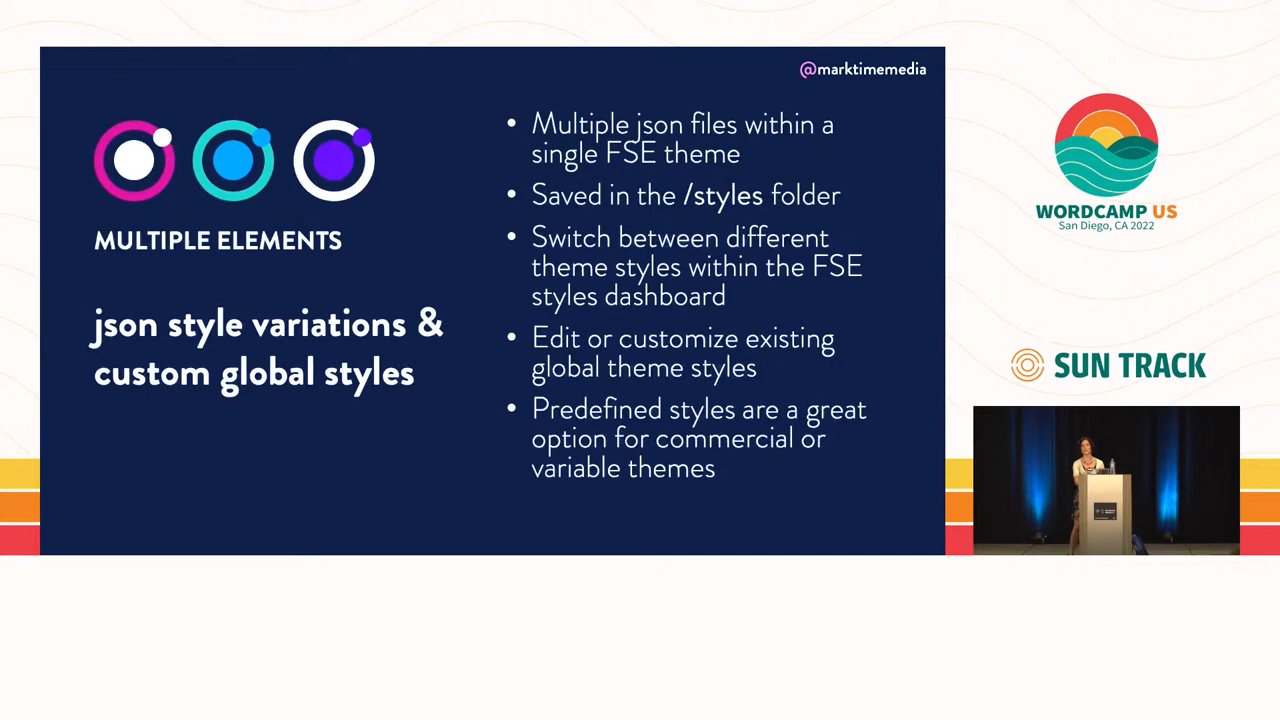 @marktimemedia
MULTIPLE ELEMENTS
json style variations &
custom global styles
• Multiple json files within a
single FSE theme
• Saved in the /styles folder
• Switch between different
theme styles within the FSE
styles dashboard
• Edit or customize existing
global theme styles
• Predefined styles are a great
option for commercial or
variable themes
WORDCAMP US
San Diego, CA 2022
SUN TRACK